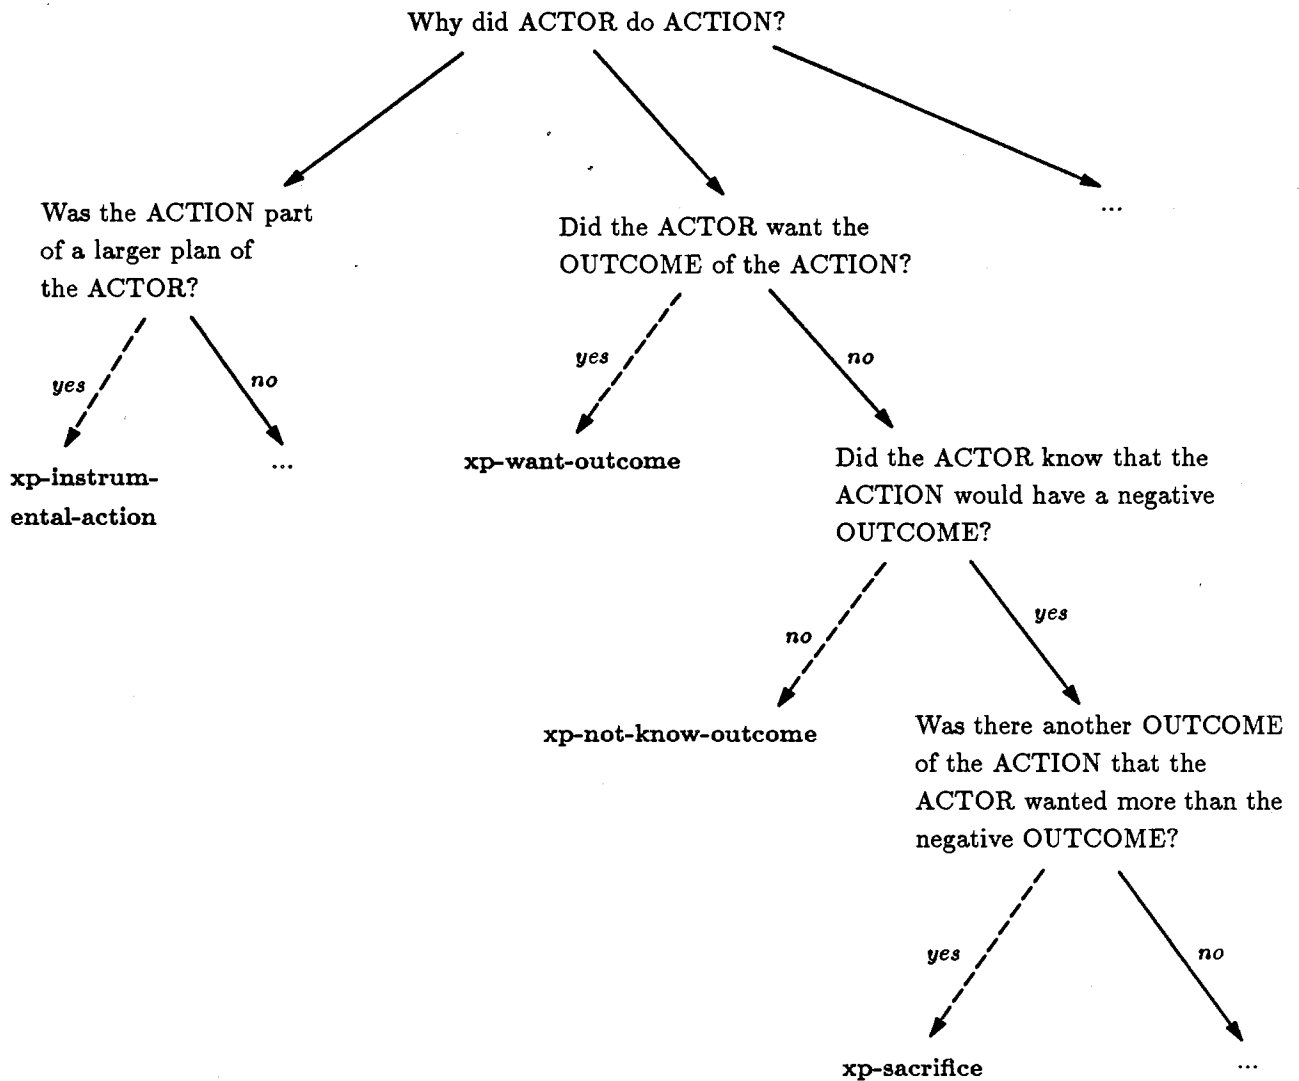 Why did ACTOR do ACTION?
...
Was the ACTION part
of a larger plan of
the ACTOR?
Did the ACTOR want the
OUTCOME of the ACTION?
yes
no
yes
no
xp-instrum-
ental-action
...
xp-want-outcome
Did the ACTOR know that the
ACTION would have a negative
OUTCOME?
no
yes
xp-not-know-outcome
Was there another OUTCOME
of the ACTION that the
ACTOR wanted more than the
negative OUTCOME?
yes
no
xp-sacrifice
...